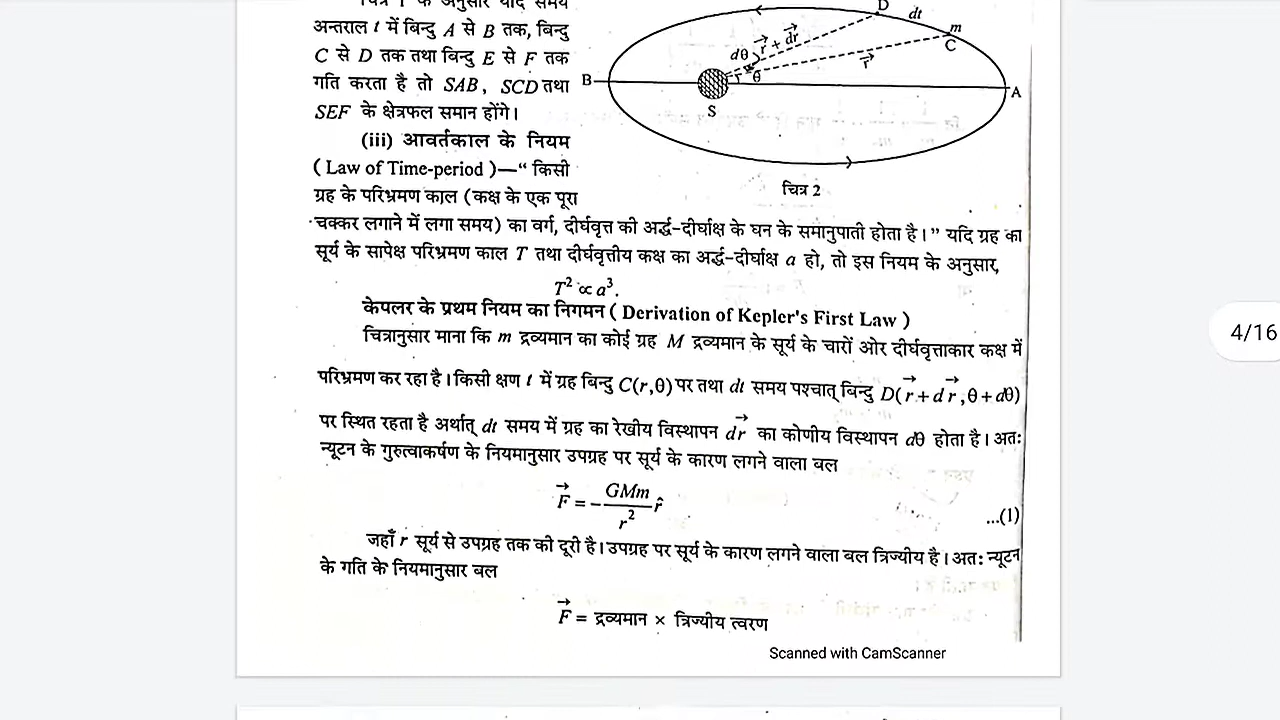 चित्र 1 के अनुसार यदि समय
अन्तराल t में बिन्दु A से B तक, बिन्दु
C से D तक तथा बिन्दु E से F तक
गति करता है तो SAB, SCD तथा
SEF के क्षेत्रफल समान होंगे।
(iii) आवर्तकाल के नियम
( Law of Time-period )—“ किसी
ग्रह के परिभ्रमण काल (कक्ष के एक पूरा
D
dt
m
C
dθ
r→ + dr→
r→
θ
B
A
S
चित्र 2
चक्कर लगाने में लगा समय) का वर्ग, दीर्घवृत्त की अर्द्ध-दीर्घाक्ष के घन के समानुपाती होता है।” यदि ग्रह का
सूर्य के सापेक्ष परिभ्रमण काल T तथा दीर्घवृत्तीय कक्ष का अर्द्ध-दीर्घाक्ष a हो, तो इस नियम के अनुसार,
T² ∝ a³.
केपलर के प्रथम नियम का निगमन ( Derivation of Kepler's First Law )
चित्रानुसार माना कि m द्रव्यमान का कोई ग्रह M द्रव्यमान के सूर्य के चारों ओर दीर्घवृत्ताकार कक्ष में
परिभ्रमण कर रहा है। किसी क्षण t में ग्रह बिन्दु C(r,θ) पर तथा dt समय पश्चात् बिन्दु D(r→ + dr→, θ + dθ)
पर स्थित रहता है अर्थात् dt समय में ग्रह का रेखीय विस्थापन dr→ का कोणीय विस्थापन dθ होता है। अतः
न्यूटन के गुरुत्वाकर्षण के नियमानुसार उपग्रह पर सूर्य के कारण लगने वाला बल
F→ = − GMm/r² r̂ ...(1)
जहाँ r सूर्य से उपग्रह तक की दूरी है। उपग्रह पर सूर्य के कारण लगने वाला बल त्रिज्यीय है। अतः न्यूटन
के गति के नियमानुसार बल
F→ = द्रव्यमान × त्रिज्यीय त्वरण
Scanned with CamScanner
4/16